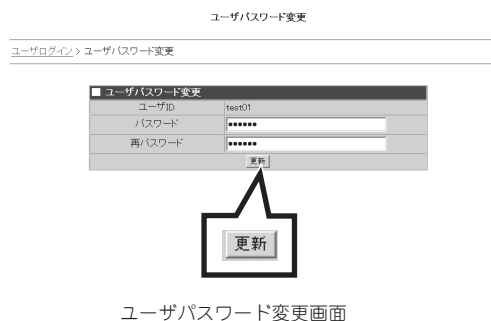 ユーザパスワード変更
ユーザログイン > ユーザパスワード変更
■ ユーザパスワード変更
ユーザID test01
パスワード ●●●●●●
再パスワード ●●●●●●
更新
更新
ユーザパスワード変更画面